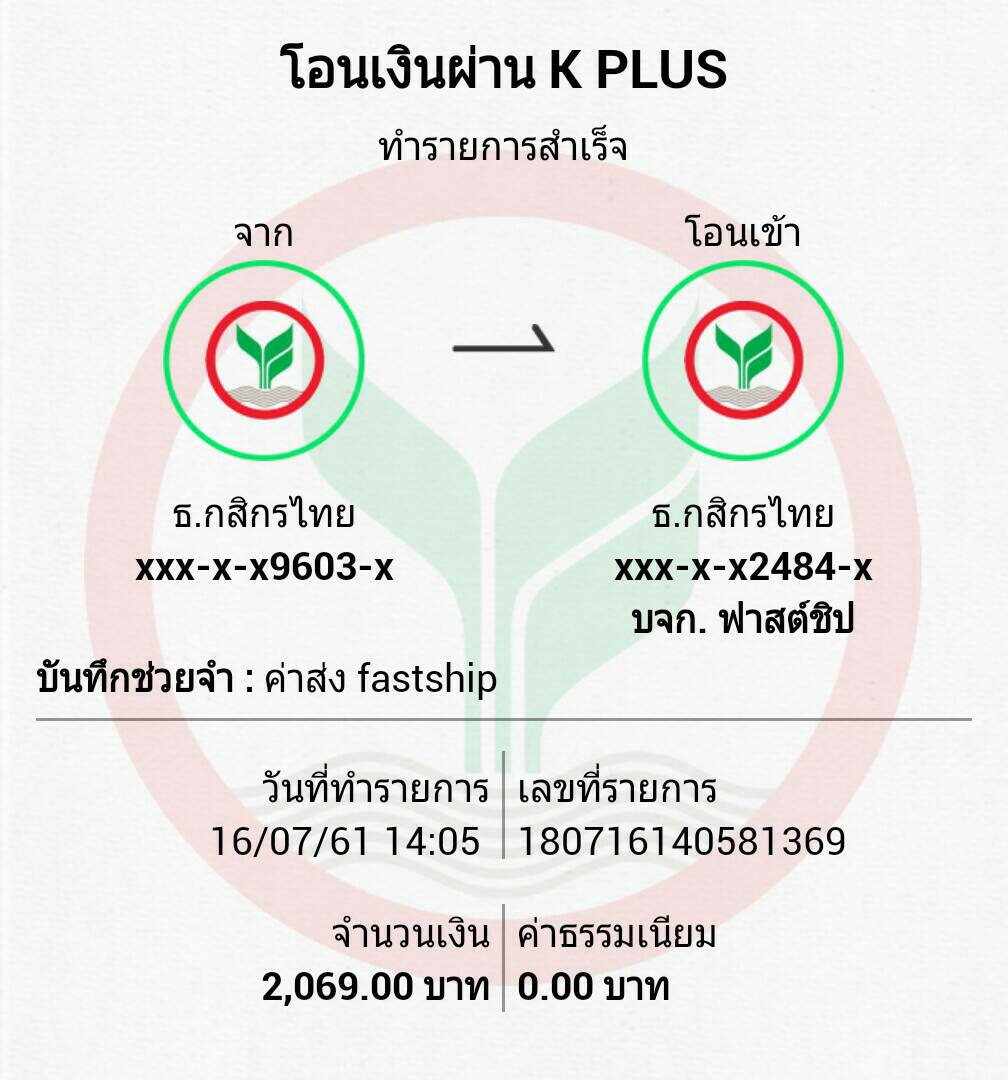 โอนเงินผ่าน K PLUS
ทำรายการสำเร็จ
จาก
โอนเข้า
ธ.กสิกรไทย
xxx-x-x9603-x
ธ.กสิกรไทย
xxx-x-x2484-x
บจก. ฟาสต์ชิป
บันทึกช่วยจำ : ค่าส่ง fastship
วันที่ทำรายการ
16/07/61 14:05
เลขที่รายการ
180716140581369
จำนวนเงิน
2,069.00 บาท
ค่าธรรมเนียม
0.00 บาท